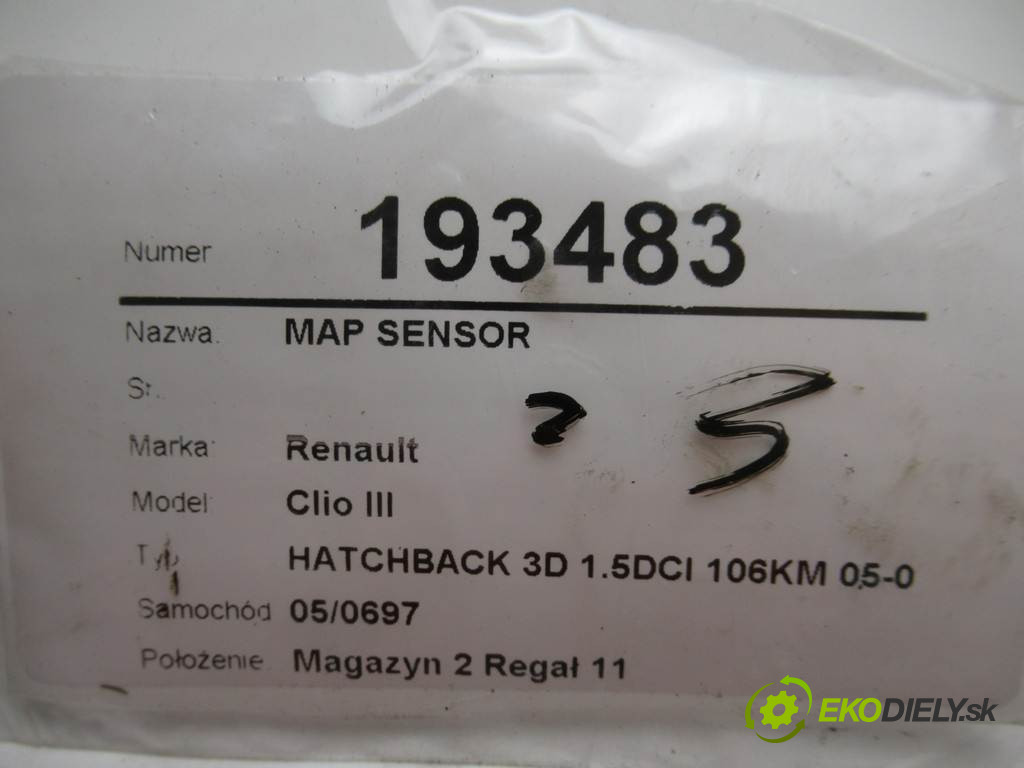 Numer 193483
Nazwa: MAP SENSOR
Marka: Renault
Model: Clio III
Typ HATCHBACK 3D 1.5DCI 106KM 05-0
Samochód 05/0697
Położenie Magazyn 2 Regał 11
EKODIELY.sk